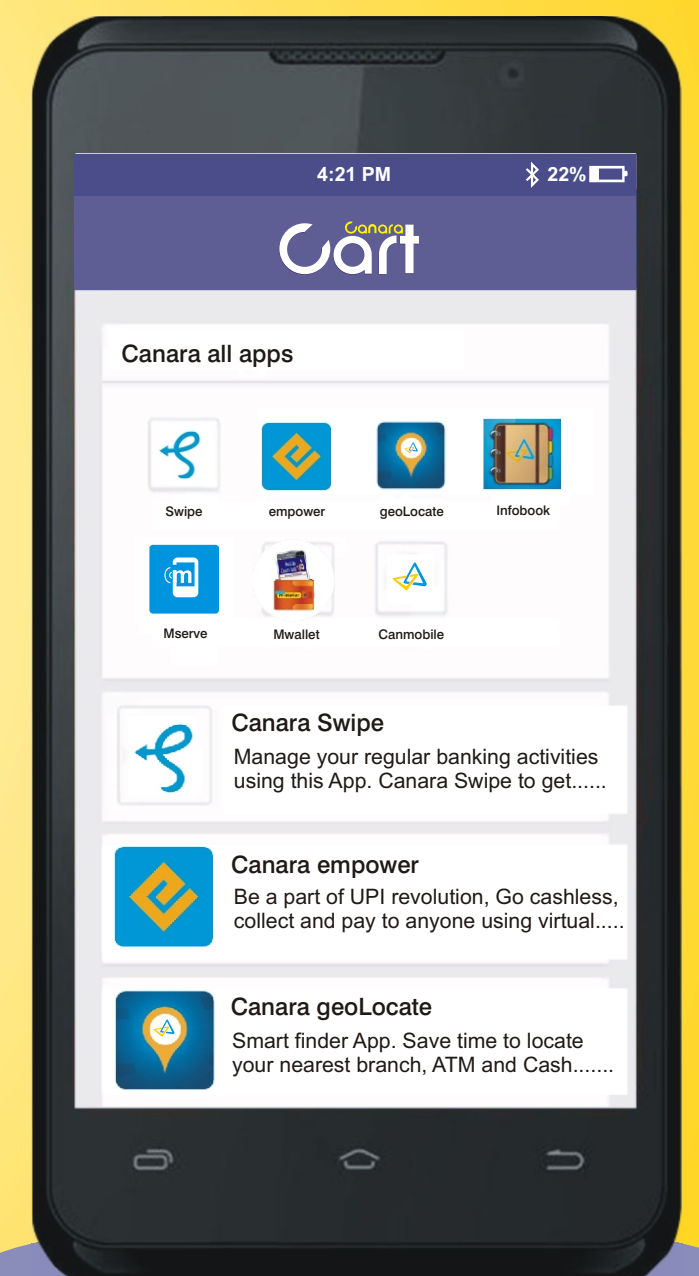 4:21 PM
22%
Canara
Cart
Canara all apps
Swipe
empower
geoLocate
Infobook
m
Mserve
Mwallet
Canmobile
Canara Swipe
Manage your regular banking activities
using this App. Canara Swipe to get......
Canara empower
Be a part of UPI revolution, Go cashless,
collect and pay to anyone using virtual.....
Canara geoLocate
Smart finder App. Save time to locate
your nearest branch, ATM and Cash.......